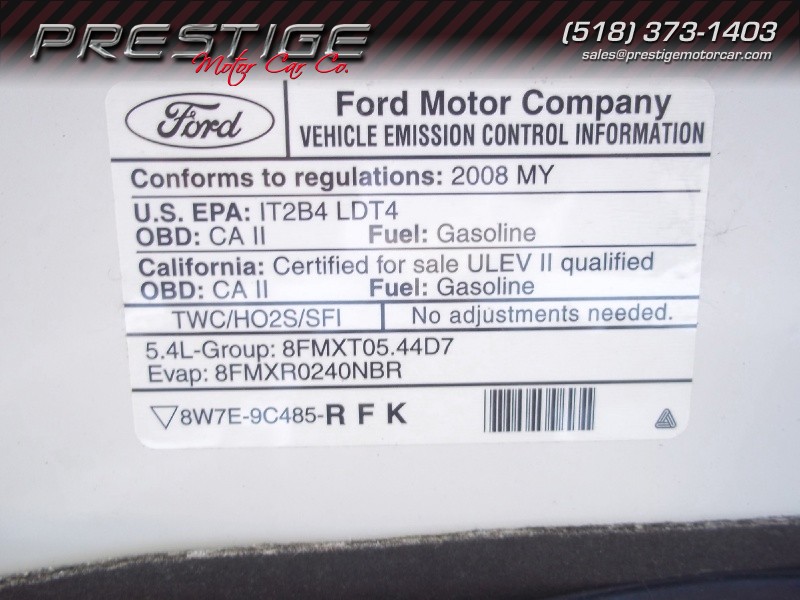 PRESTIGE
Motor Car Co.
(518) 373-1403
sales@prestigemotorcar.com
Ford
Ford Motor Company
VEHICLE EMISSION CONTROL INFORMATION
Conforms to regulations: 2008 MY
U.S. EPA: IT2B4 LDT4
OBD: CA II Fuel: Gasoline
California: Certified for sale ULEV II qualified
OBD: CA II Fuel: Gasoline
TWC/HO2S/SFI No adjustments needed.
5.4L-Group: 8FMXT05.44D7
Evap: 8FMXR0240NBR
8W7E-9C485-R F K